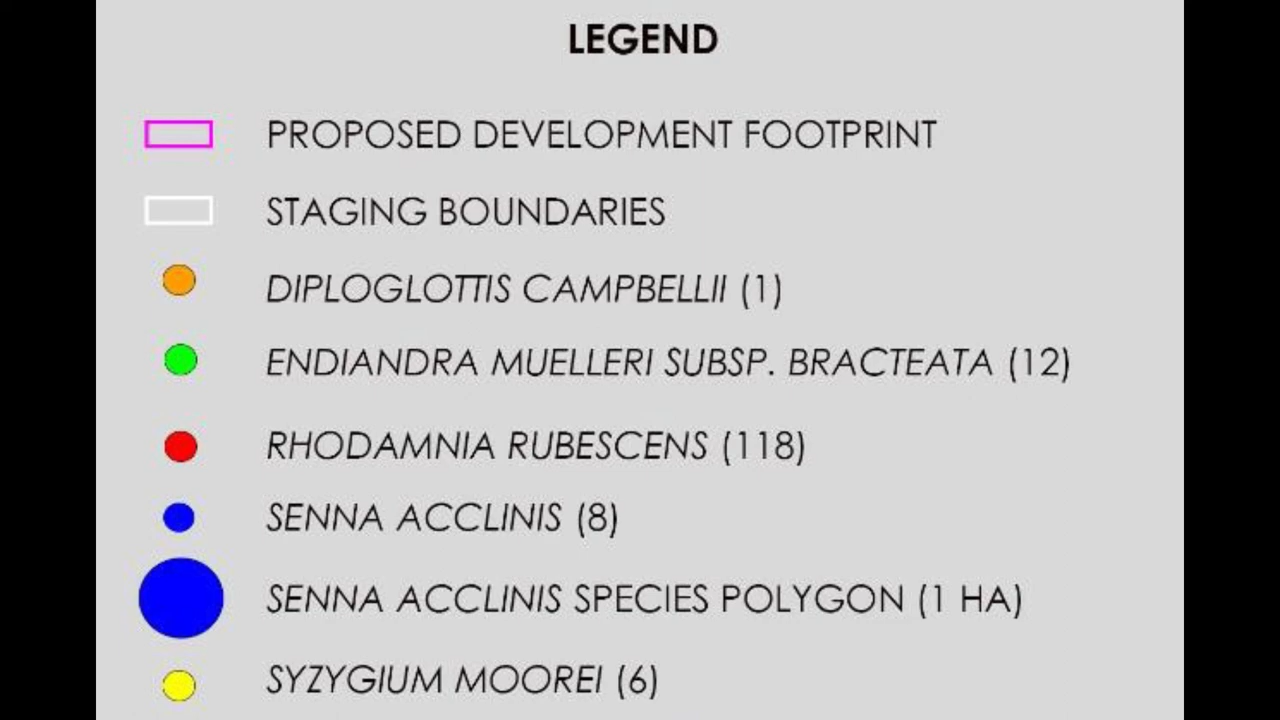 LEGEND
PROPOSED DEVELOPMENT FOOTPRINT
STAGING BOUNDARIES
DIPLOGLOTTIS CAMPBELLII (1)
ENDIANDRA MUELLERI SUBSP. BRACTEATA (12)
RHODAMNIA RUBESCENS (118)
SENNA ACCLINIS (8)
SENNA ACCLINIS SPECIES POLYGON (1 HA)
SYZYGIUM MOOREI (6)